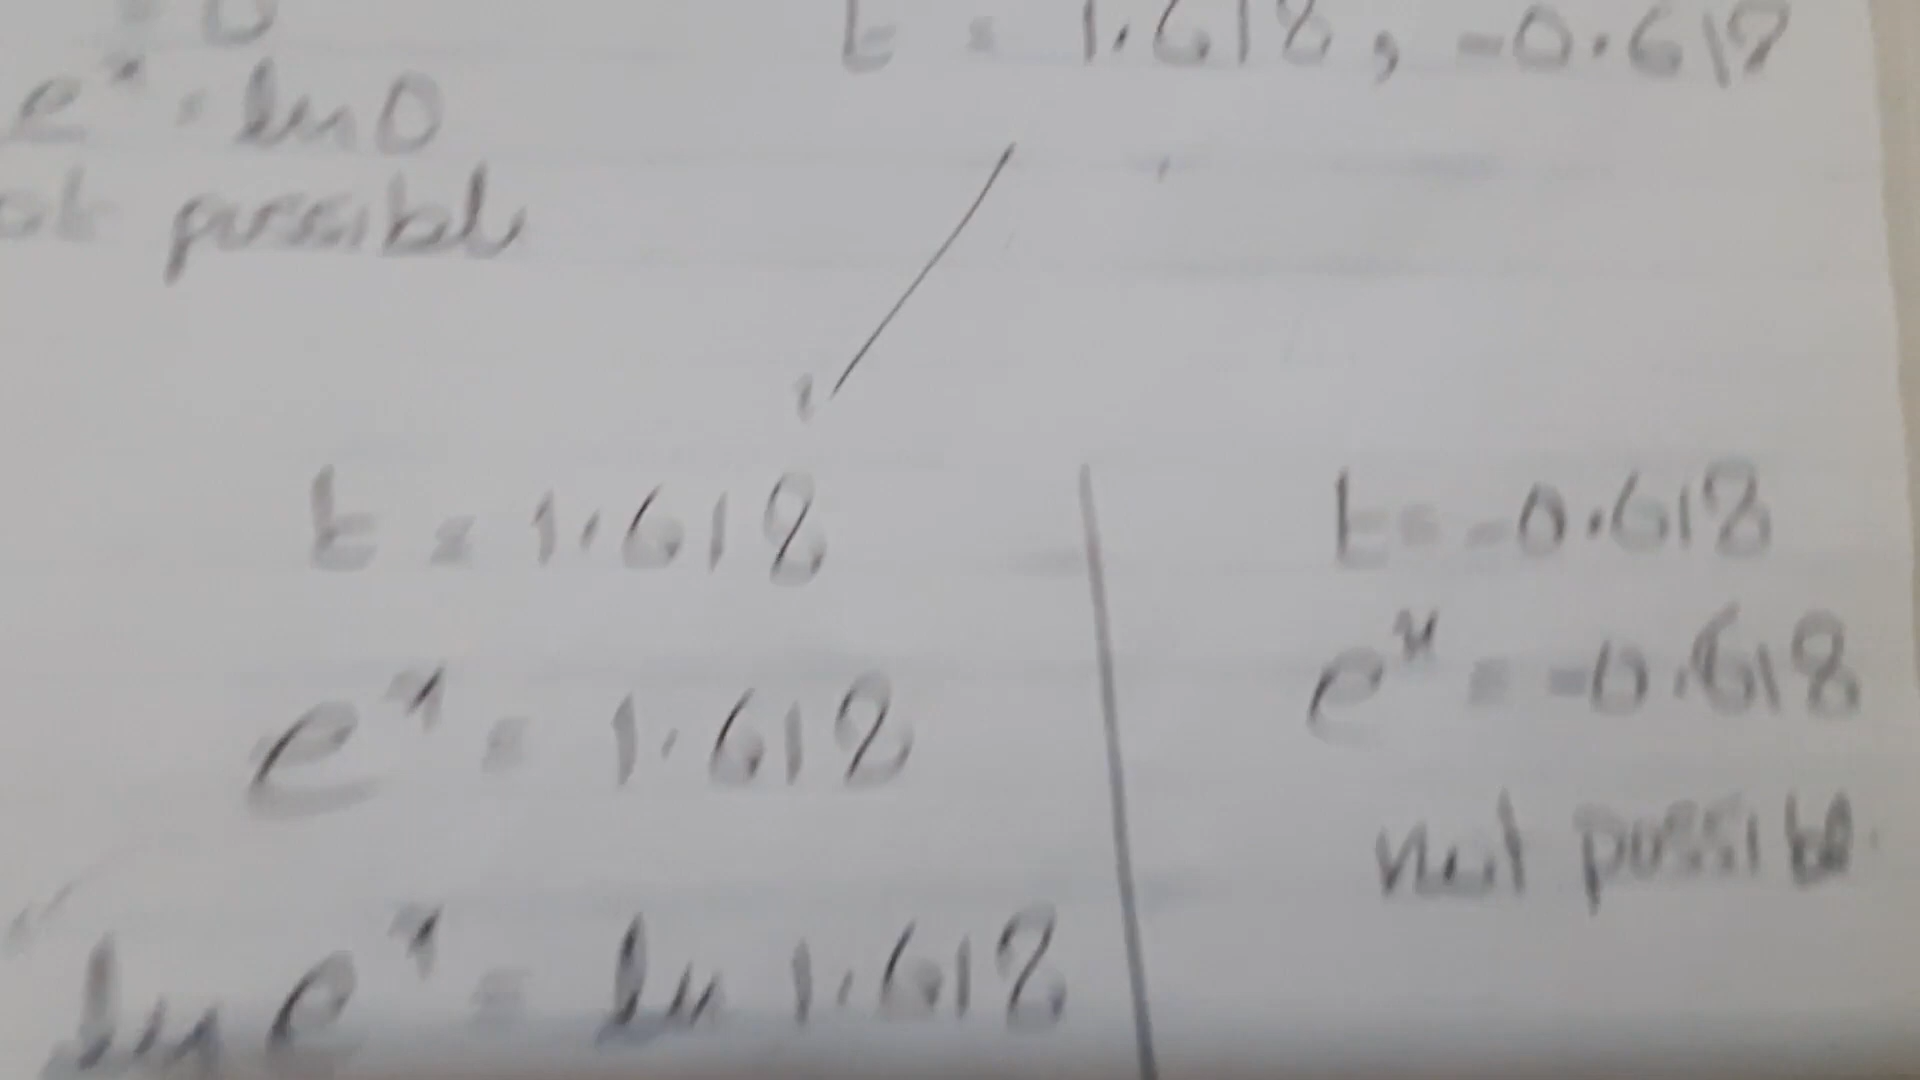 t = 1.618, -0.618
e^x = ln 0
possible
t = 1.618
e^x = 1.618
ln e^x = ln 1.618
t = -0.618
e^x = -0.618
not possible